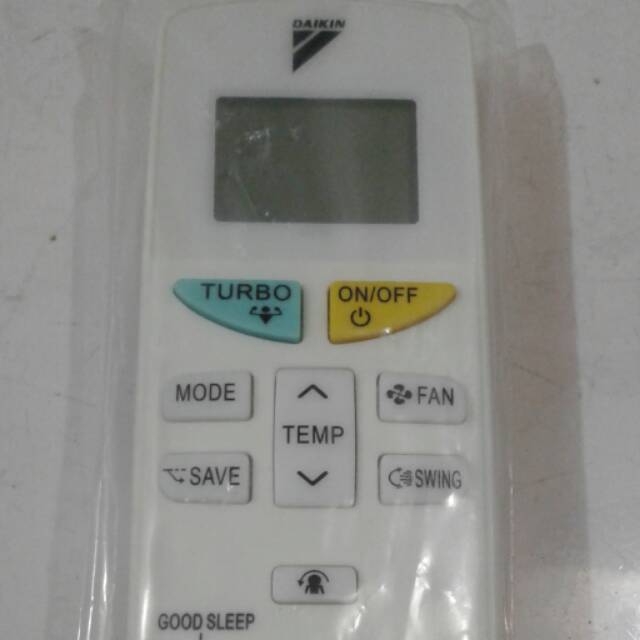 DAIKIN
TURBO
ON/OFF
MODE
TEMP
FAN
SAVE
SWING
GOOD SLEEP